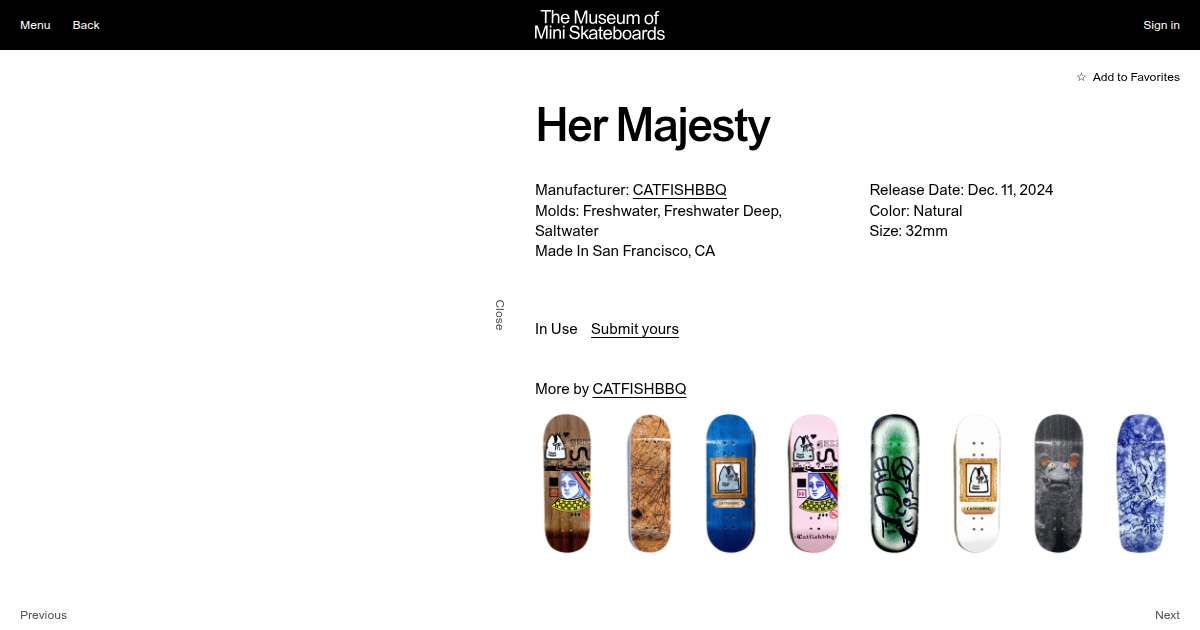 Menu
Back
The Museum of
Mini Skateboards
Sign in
☆ Add to Favorites
Her Majesty
Manufacturer: CATFISHBBQ
Molds: Freshwater, Freshwater Deep,
Saltwater
Made In San Francisco, CA
Release Date: Dec. 11, 2024
Color: Natural
Size: 32mm
Close
In Use
Submit yours
More by CATFISHBBQ
Catfishbbq
CATFISHBBQ
Previous
Next